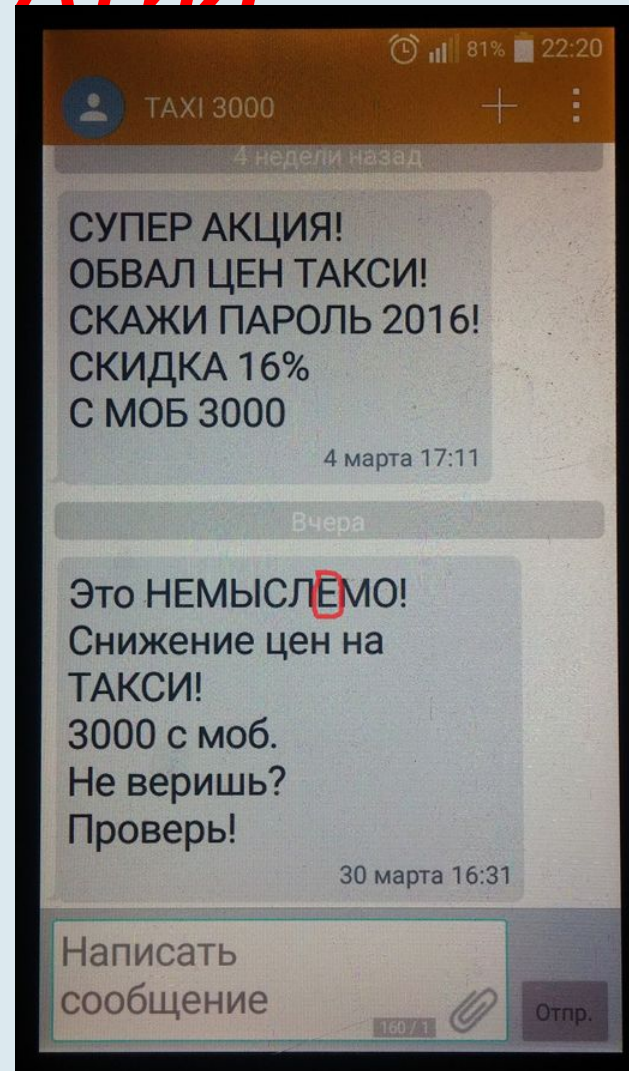 81% 22:20
TAXI 3000
4 недели назад
СУПЕР АКЦИЯ!
ОБВАЛ ЦЕН ТАКСИ!
СКАЖИ ПАРОЛЬ 2016!
СКИДКА 16%
С МОБ 3000
4 марта 17:11
Вчера
Это НЕМЫСЛЕМО!
Снижение цен на
ТАКСИ!
3000 с моб.
Не веришь?
Проверь!
30 марта 16:31
Написать
сообщение
160 / 1
Отпр.